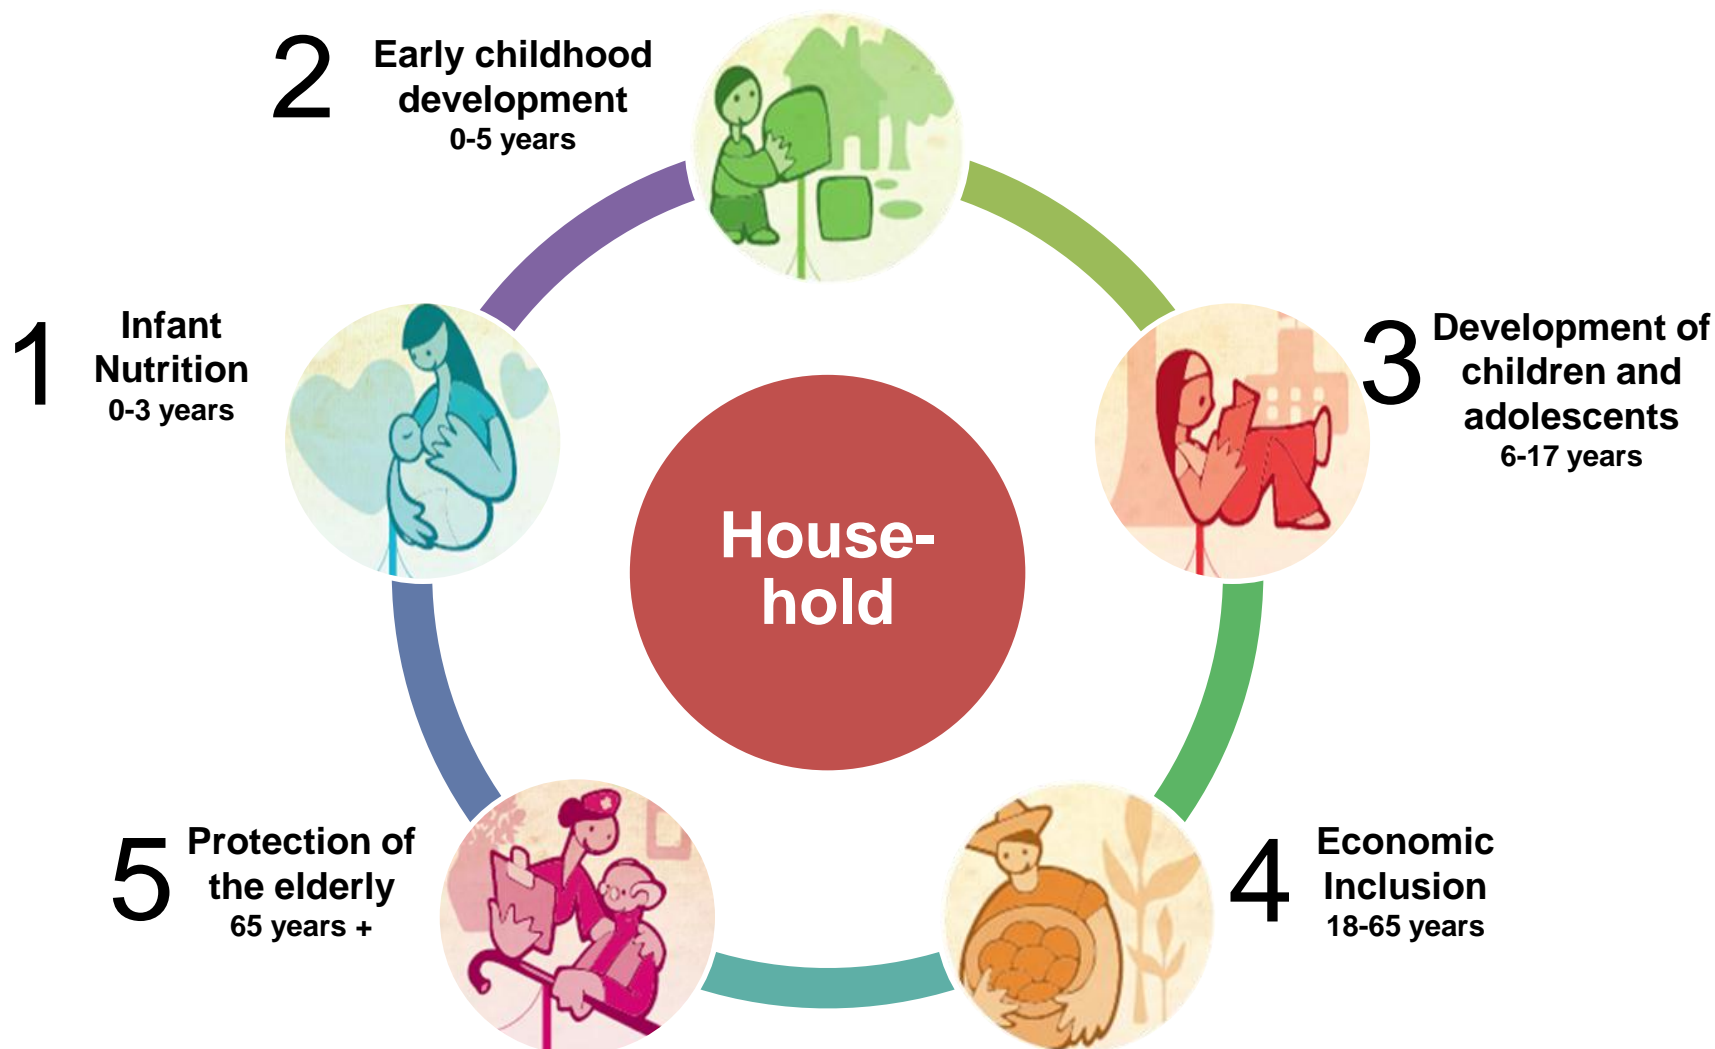 1
Infant
Nutrition
0-3 years
2
Early childhood
development
0-5 years
3
Development of
children and
adolescents
6-17 years
4
Economic
Inclusion
18-65 years
5
Protection of
the elderly
65 years +
House-
hold